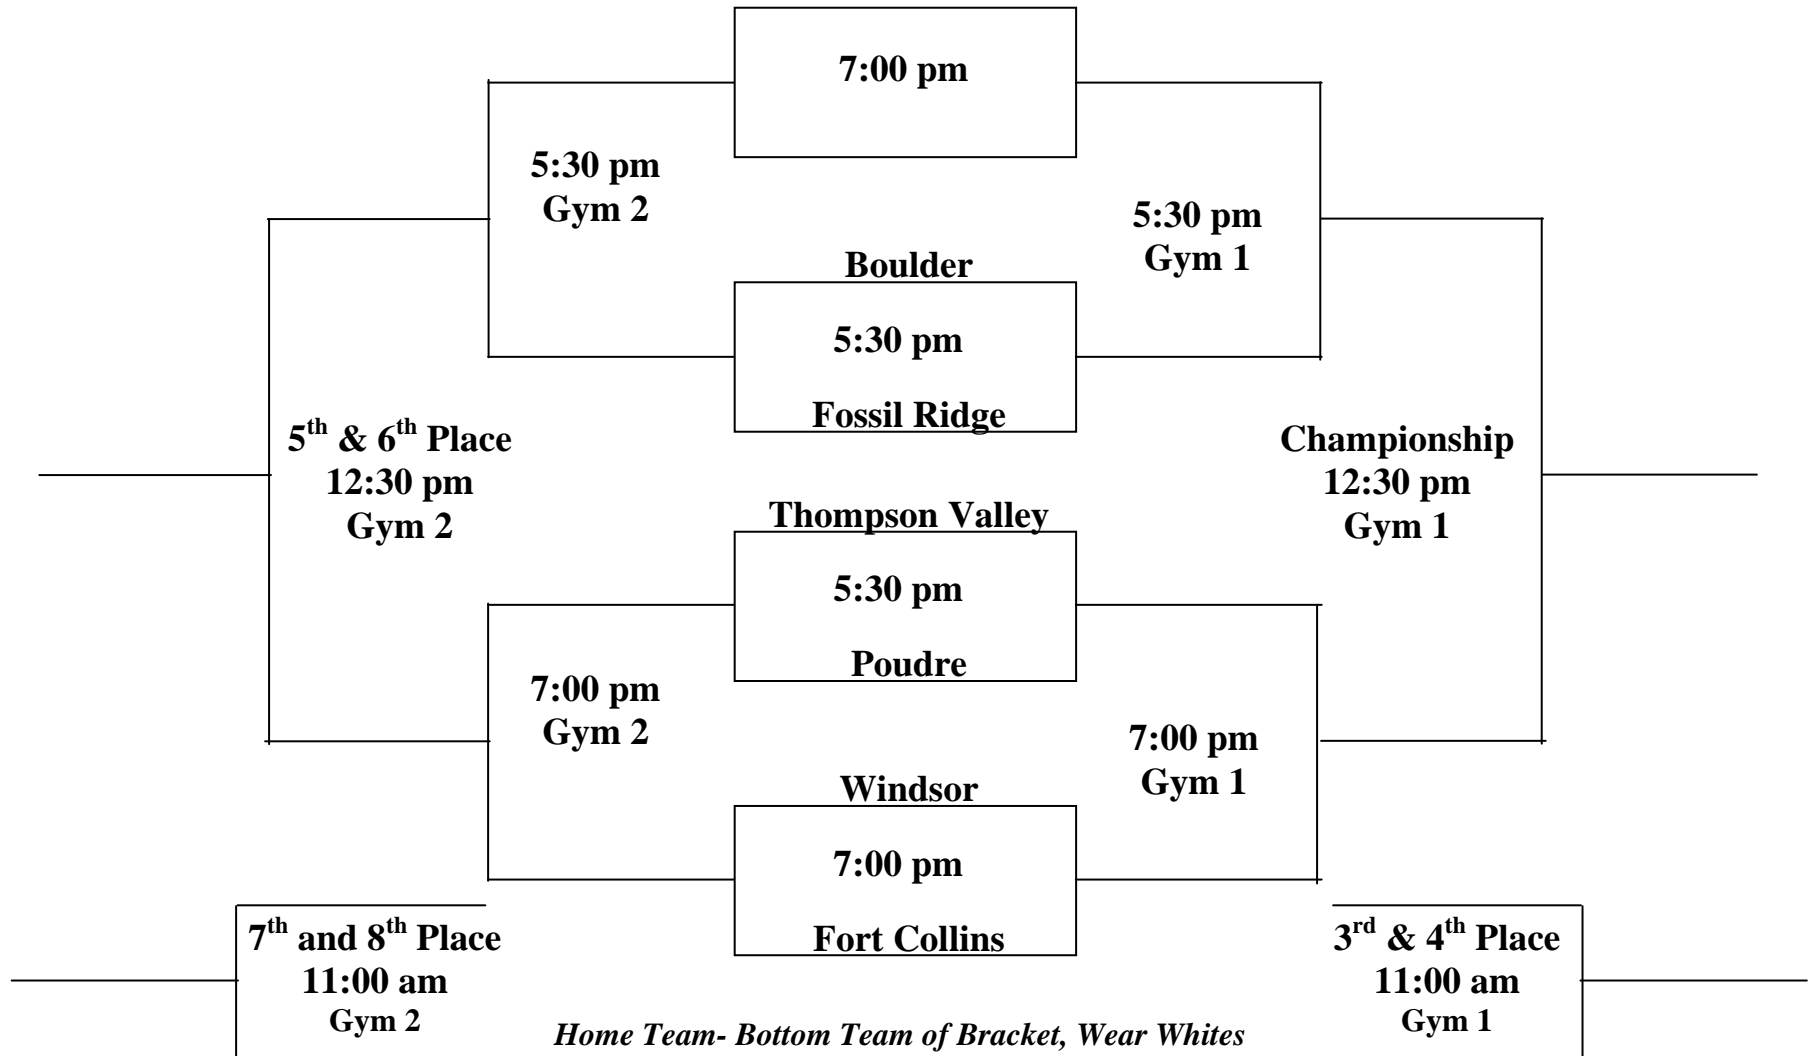 7:00 pm
5:30 pm
Gym 2
5:30 pm
Gym 1
Boulder
5:30 pm
Fossil Ridge
5th & 6th Place
12:30 pm
Gym 2
Championship
12:30 pm
Gym 1
Thompson Valley
5:30 pm
Poudre
7:00 pm
Gym 2
7:00 pm
Gym 1
Windsor
7:00 pm
Fort Collins
7th and 8th Place
11:00 am
Gym 2
3rd & 4th Place
11:00 am
Gym 1
Home Team- Bottom Team of Bracket, Wear Whites